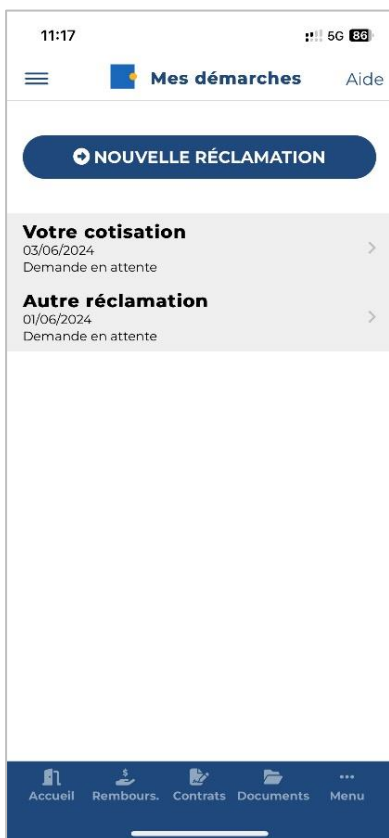 11:17 5G 86
Mes démarches Aide
NOUVELLE RÉCLAMATION
Votre cotisation
03/06/2024
Demande en attente
Autre réclamation
01/06/2024
Demande en attente
Accueil Rembours. Contrats Documents Menu